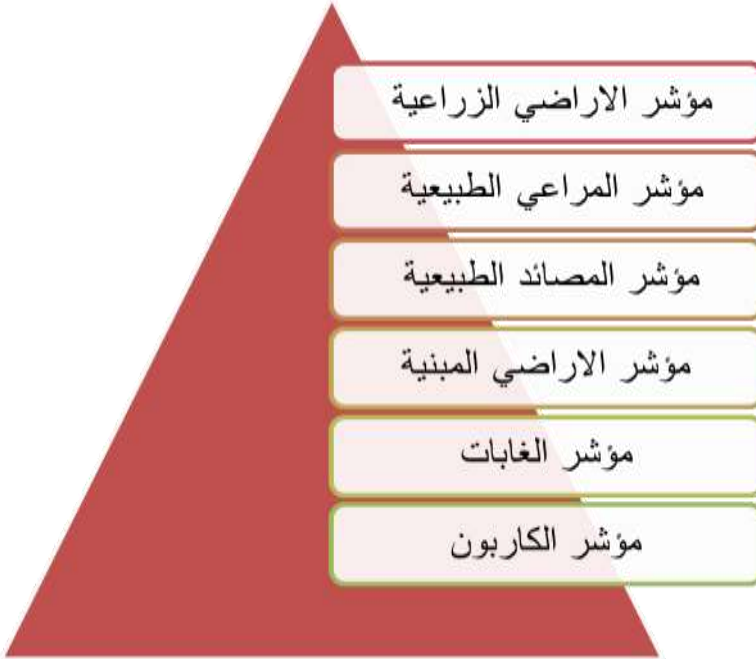 مؤشر الاراضي الزراعية
مؤشر المراعي الطبيعية
مؤشر المصائد الطبيعية
مؤشر الاراضي المبنية
مؤشر الغابات
مؤشر الكاربون